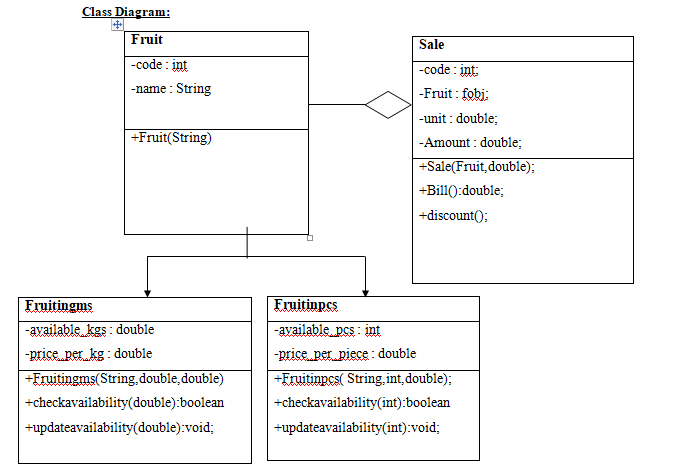 Class Diagram:
Fruit
-code : int
-name : String
+Fruit(String)
Sale
-code : int;
-Fruit : fobj;
-unit : double;
-Amount : double;
+Sale(Fruit,double);
+Bill():double;
+discount();
Fruitingms
-available_kgs : double
-price_per_kg : double
+Fruitingms(String,double,double)
+checkavailability(double):boolean
+updateavailability(double):void;
Fruitinpcs
-available_pcs : int
-price_per_piece : double
+Fruitinpcs( String,int,double);
+checkavailability(int):boolean
+updateavailability(int):void;